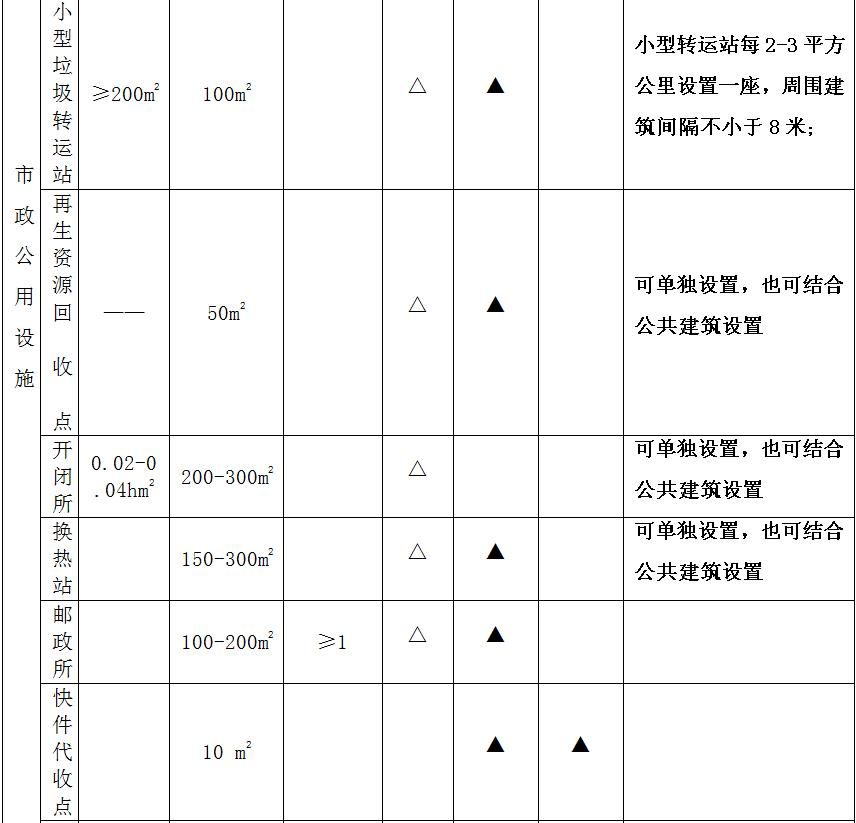 市政公用设施
小型垃圾转运站
≥200m²
100m²
△
▲
小型转运站每 2-3 平方
公里设置一座，周围建
筑间隔不小于 8 米；
再生资源回收点
——
50m²
△
▲
可单独设置，也可结合
公共建筑设置
开闭所
0.02-0
.04hm²
200-300m²
△
可单独设置，也可结合
公共建筑设置
换热站
150-300m²
△
▲
可单独设置，也可结合
公共建筑设置
邮政所
100-200m²
≥1
△
▲
快件代收点
10 m²
▲
▲